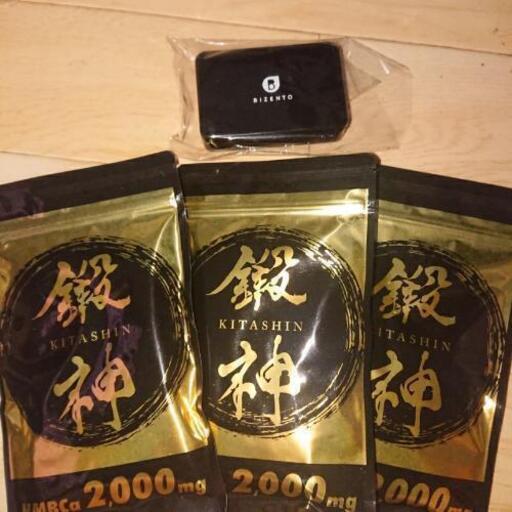 BIZENTO
鍛
KITASHIN
神
HMBCa 2,000mg
鍛
KITASHIN
神
2,000mg
鍛
KITASHIN
神
2,000mg